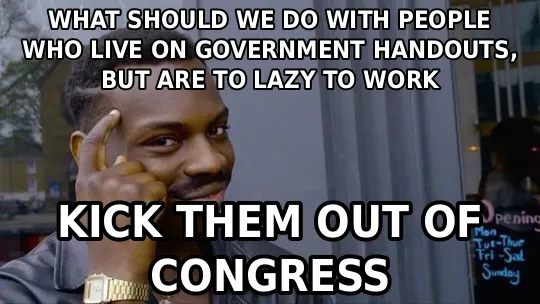 WHAT SHOULD WE DO WITH PEOPLE
WHO LIVE ON GOVERNMENT HANDOUTS,
BUT ARE TO LAZY TO WORK
KICK THEM OUT OF
CONGRESS
Opening
Mon
Tue-Thur
Fri-Sat
Sunday